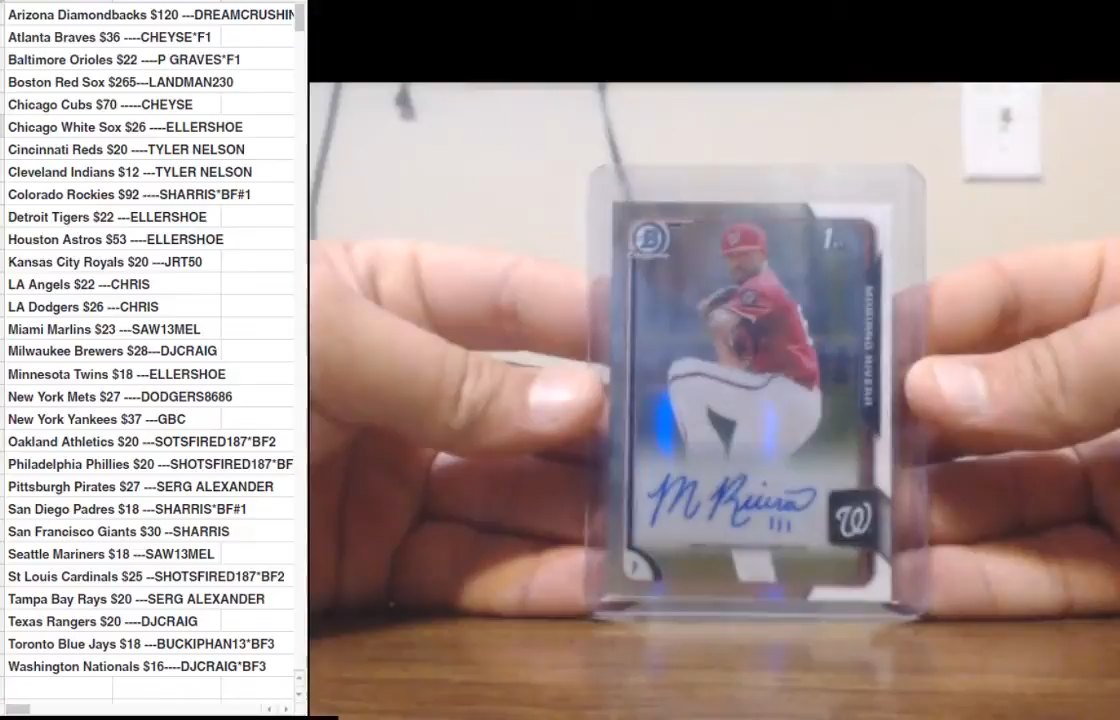 Arizona Diamondbacks $120 ---DREAMCRUSHIN
Atlanta Braves $36 ----CHEYSE*F1
Baltimore Orioles $22 ----P GRAVES*F1
Boston Red Sox $265---LANDMAN230
Chicago Cubs $70 -----CHEYSE
Chicago White Sox $26 ----ELLERSHOE
Cincinnati Reds $20 ----TYLER NELSON
Cleveland Indians $12 ---TYLER NELSON
Colorado Rockies $92 ----SHARRIS*BF#1
Detroit Tigers $22 ---ELLERSHOE
Houston Astros $53 ----ELLERSHOE
Kansas City Royals $20 ---JRT50
LA Angels $22 ---CHRIS
LA Dodgers $26 ---CHRIS
Miami Marlins $23 ---SAW13MEL
Milwaukee Brewers $28---DJCRAIG
Minnesota Twins $18 ---ELLERSHOE
New York Mets $27 ----DODGERS8686
New York Yankees $37 ---GBC
Oakland Athletics $20 ---SOTSFIRED187*BF2
Philadelphia Phillies $20 ---SHOTSFIRED187*BF
Pittsburgh Pirates $27 ---SERG ALEXANDER
San Diego Padres $18 ---SHARRIS*BF#1
San Francisco Giants $30 --SHARRIS
Seattle Mariners $18 ---SAW13MEL
St Louis Cardinals $25 --SHOTSFIRED187*BF2
Tampa Bay Rays $20 ---SERG ALEXANDER
Texas Rangers $20 ----DJCRAIG
Toronto Blue Jays $18 ---BUCKIPHAN13*BF3
Washington Nationals $16----DJCRAIG*BF3
B
1st
MARIANO RIVERA
M Rivera III
W
P